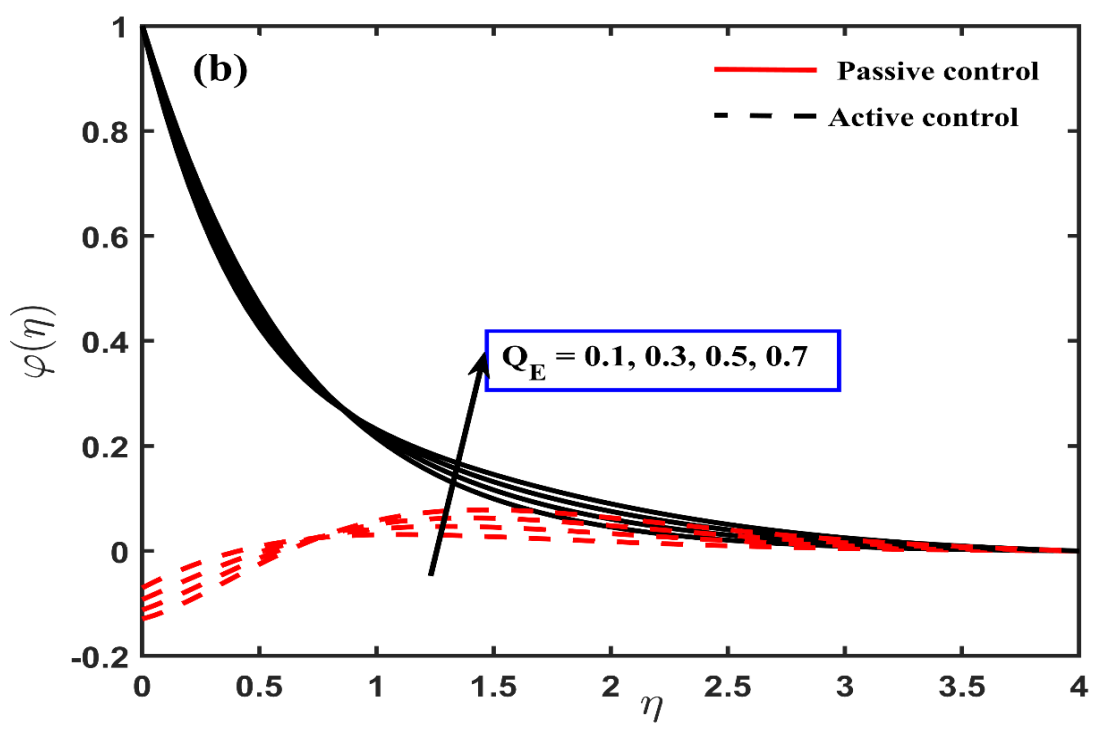 (b)
Passive control
Active control
Q_E = 0.1, 0.3, 0.5, 0.7
φ(η)
1
0.8
0.6
0.4
0.2
0
-0.2
0 0.5 1 1.5 2 2.5 3 3.5 4
η